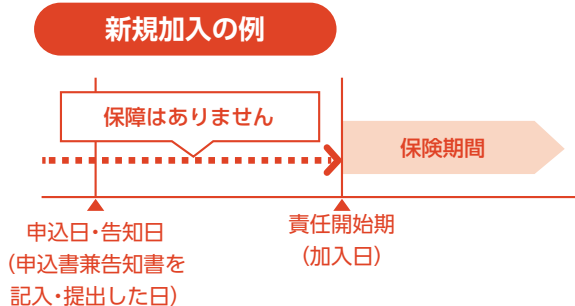 新規加入の例
保障はありません
保険期間
申込日・告知日
(申込書兼告知書を
記入・提出した日)
責任開始期
(加入日)